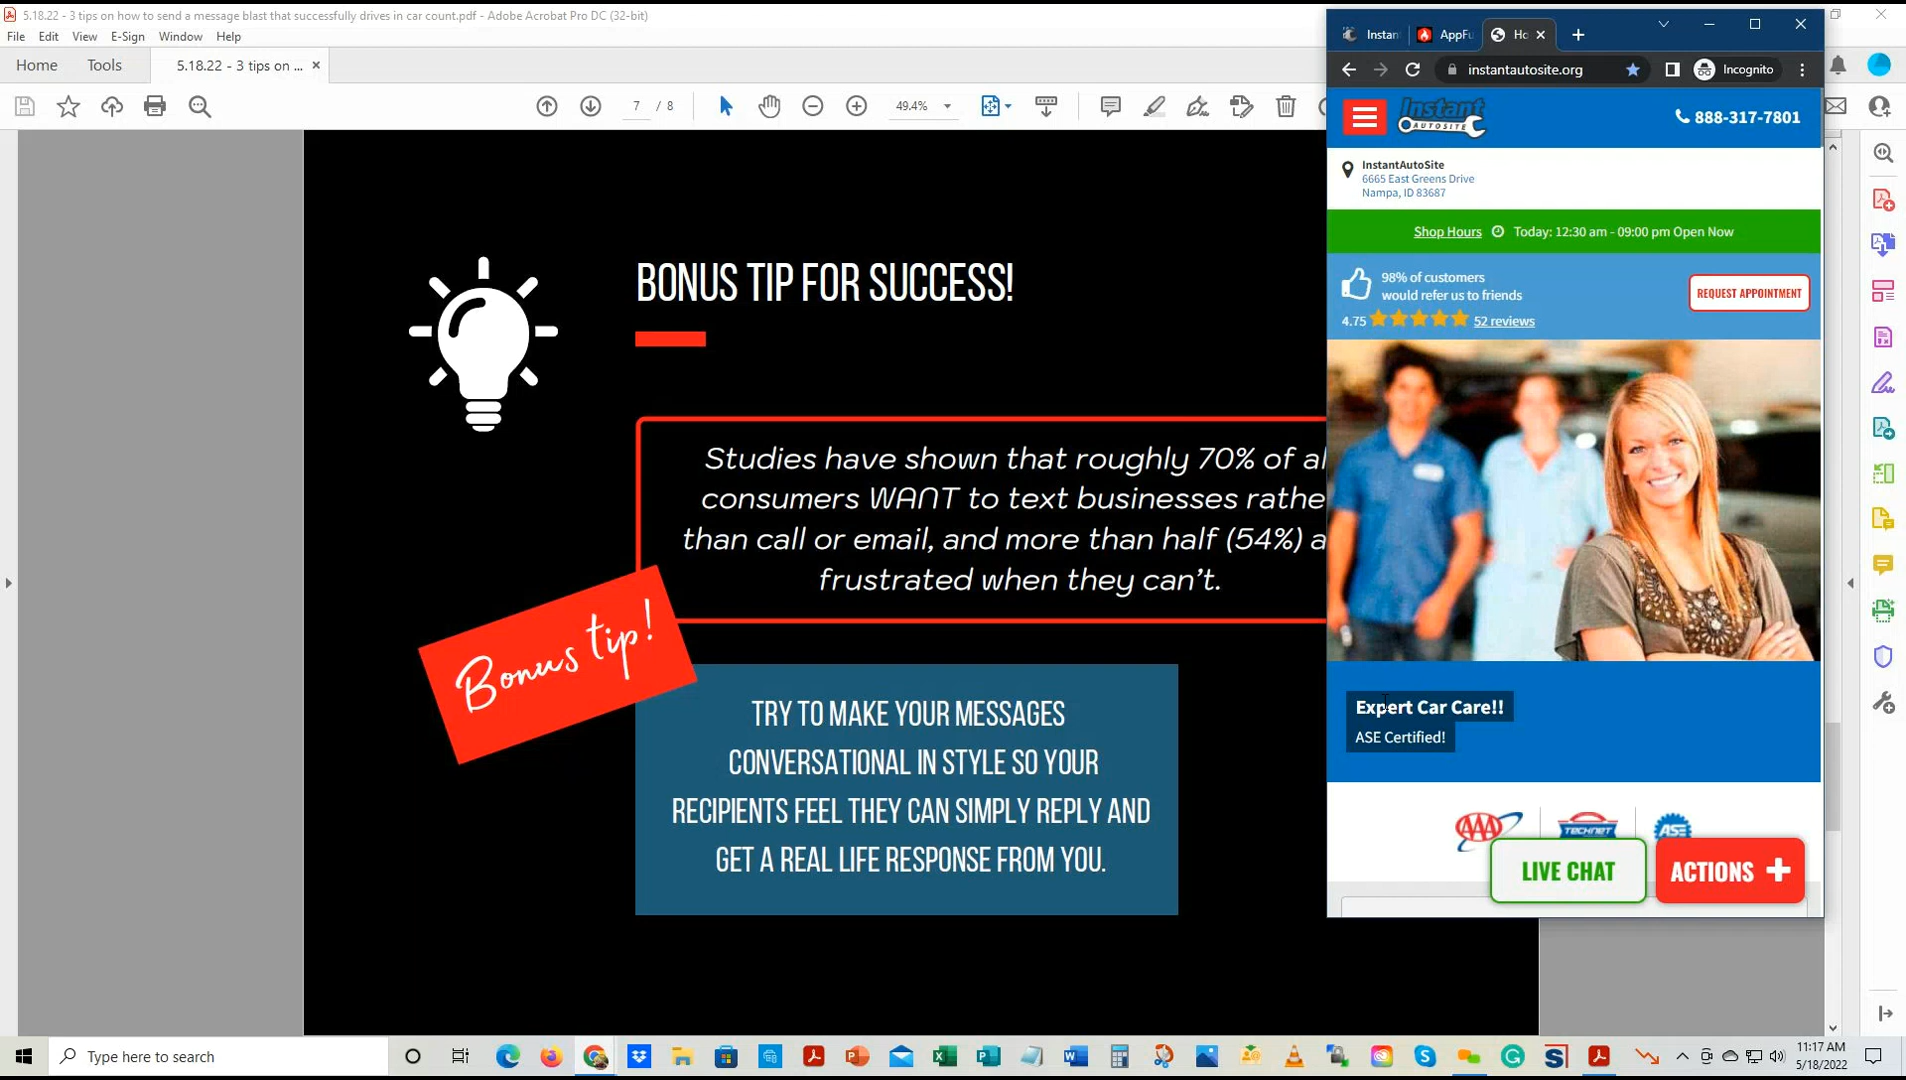 5.18.22 - 3 tips on how to send a message blast that successfully drives in car count.pdf - Adobe Acrobat Pro DC (32-bit)
File Edit View E-Sign Window Help
Home Tools 5.18.22 - 3 tips on ... ×
7 / 8 49.4%
BONUS TIP FOR SUCCESS!
Studies have shown that roughly 70% of al
consumers WANT to text businesses rathe
than call or email, and more than half (54%) a
frustrated when they can't.
Bonus tip!
TRY TO MAKE YOUR MESSAGES
CONVERSATIONAL IN STYLE SO YOUR
RECIPIENTS FEEL THEY CAN SIMPLY REPLY AND
GET A REAL LIFE RESPONSE FROM YOU.
Instan AppFu Ho
instantautosite.org Incognito
Instant
AUTOSITE
888-317-7801
InstantAutoSite
6665 East Greens Drive
Nampa, ID 83687
Shop Hours Today: 12:30 am - 09:00 pm Open Now
98% of customers
would refer us to friends
REQUEST APPOINTMENT
4.75 52 reviews
Expert Car Care!!
ASE Certified!
AAA TECHNET ASE
LIVE CHAT ACTIONS +
Type here to search
11:17 AM
5/18/2022